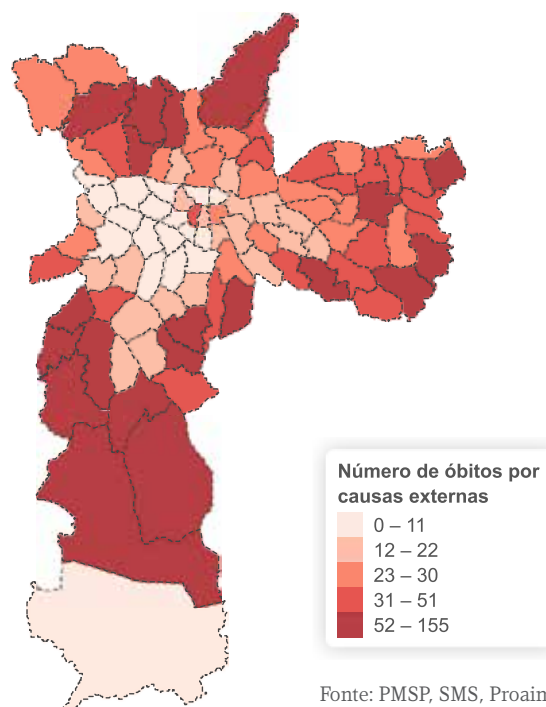 Número de óbitos por
causas externas
0 – 11
12 – 22
23 – 30
31 – 51
52 – 155
Fonte: PMSP, SMS, Proaim